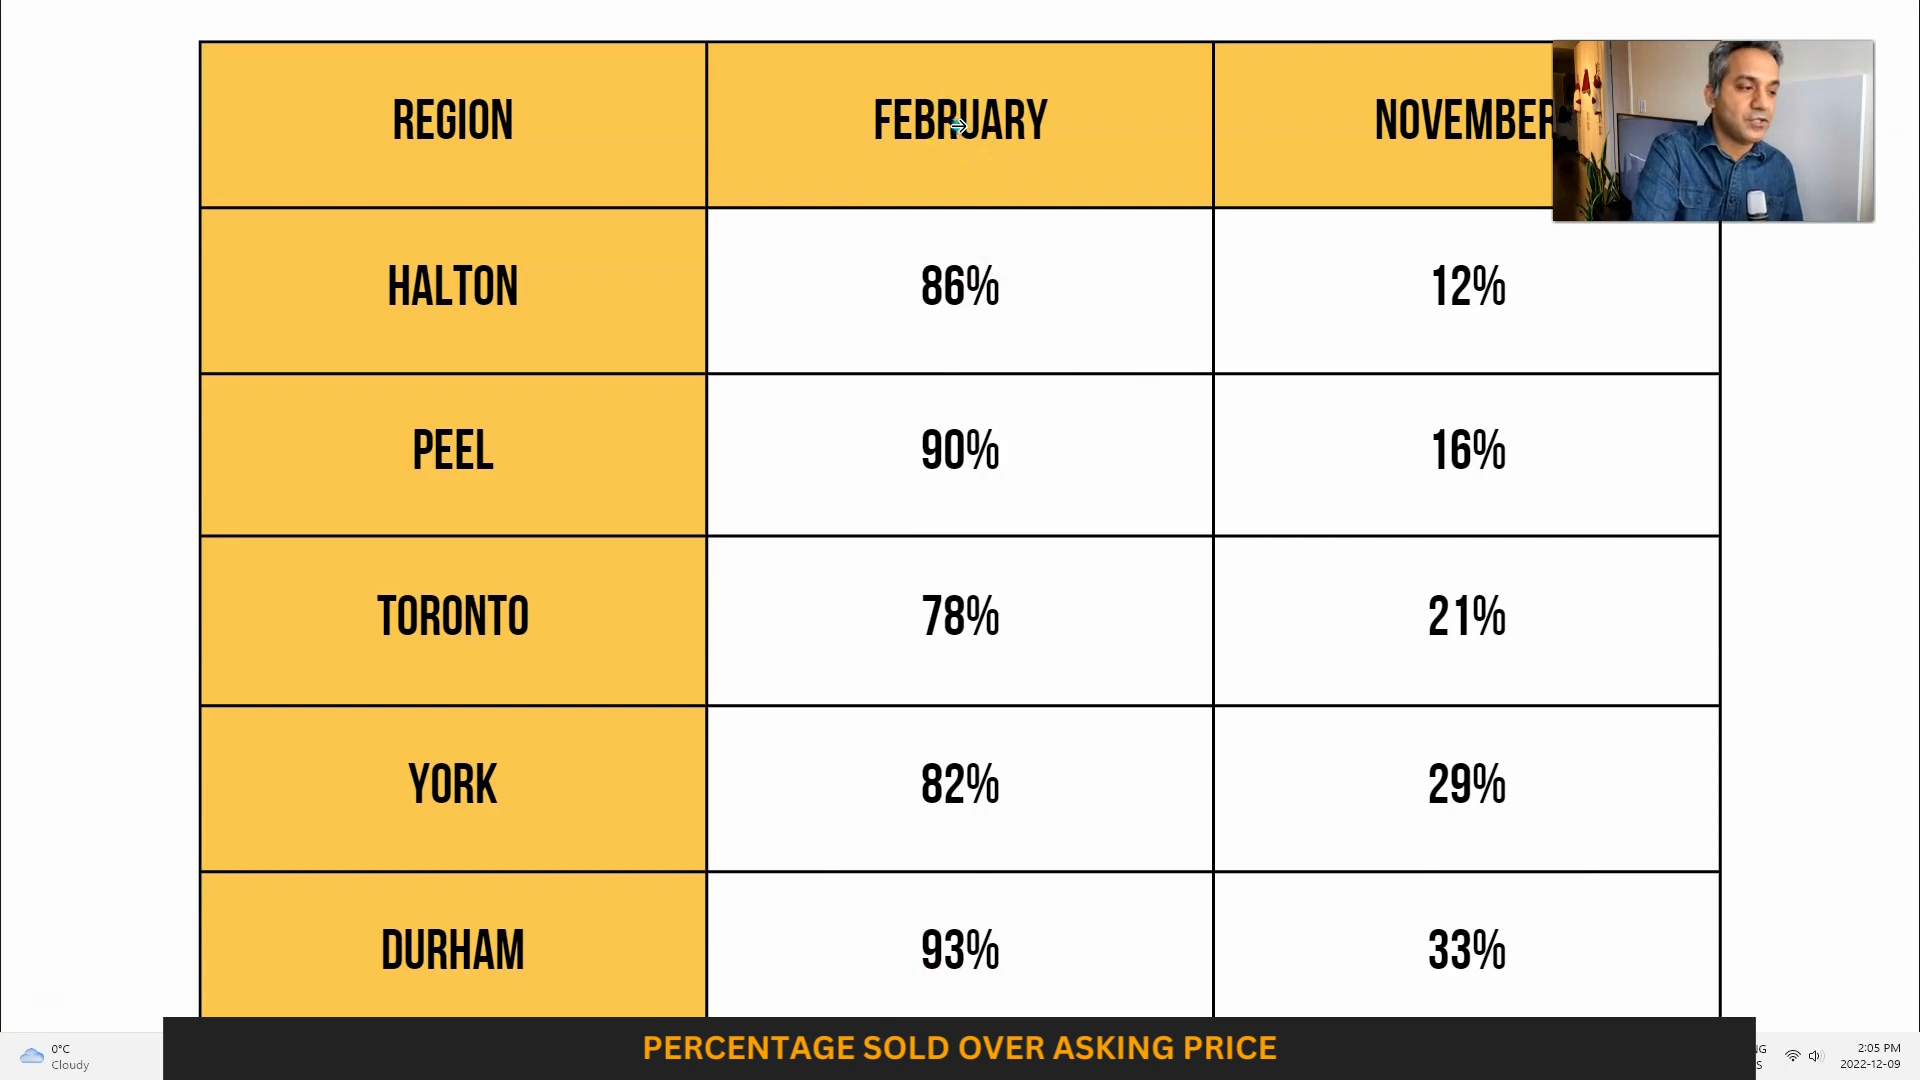 REGION FEBRUARY NOVEMBER
HALTON 86% 12%
PEEL 90% 16%
TORONTO 78% 21%
YORK 82% 29%
DURHAM 93% 33%
PERCENTAGE SOLD OVER ASKING PRICE
0°C
Cloudy
2:05 PM
2022-12-09